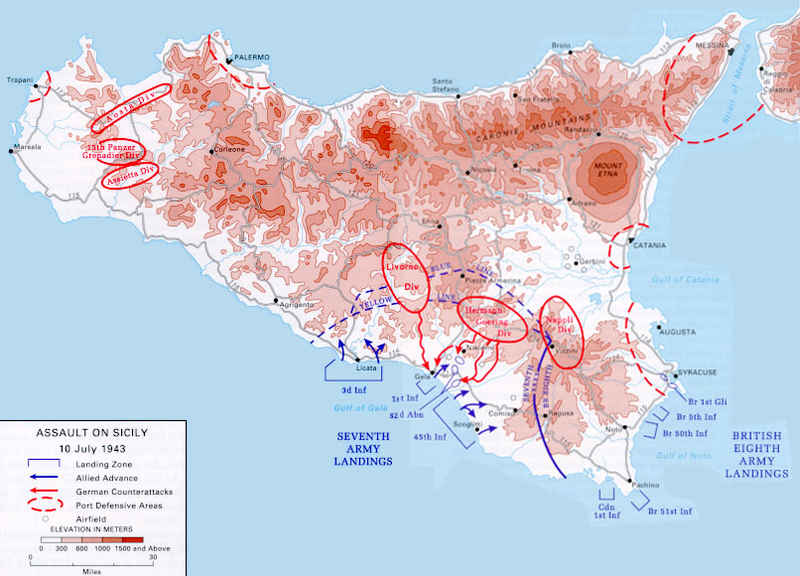 PALERMO
Trapani
Aosta Div
15th Panzer
Grenadier Div
Assietta Div
Marsala
Corleone
Santo
Stefano
Brolo
San Fratello
CARONIE MOUNTAINS
Randazzo
MESSINA
Strait of Messina
Reggio
Calabria
Nicosia
Troina
MOUNT
ETNA
Adrano
Enna
Gerbini
CATANIA
Gulf of Catania
Livorno
Div
BLUE LINE
YELLOW LINE
Piazza Armerina
Hermann
Goering
Div
Napoli
Div
Vizzini
Niscemi
Agrigento
Licata
3d Inf
Gulf of Gela
Gela
1st Inf
82d Abn
45th Inf
Scoglitti
Comiso
Ragusa
SEVENTH
ARMY
BR EIGHTH
AUGUSTA
SYRACUSE
Br 1st Gli
Br 5th Inf
Br 50th Inf
Noto
Gulf of Noto
Pachino
Br 51st Inf
Cdn
1st Inf
SEVENTH
ARMY
LANDINGS
BRITISH
EIGHTH
ARMY
LANDINGS
ASSAULT ON SICILY
10 July 1943
Landing Zone
Allied Advance
German Counterattacks
Port Defensive Areas
Airfield
ELEVATION IN METERS
0 300 600 1000 1500 and Above
0 30
Miles
113
115